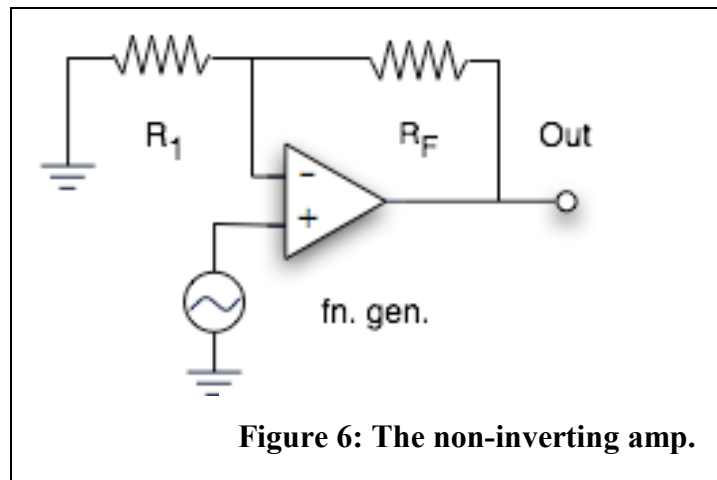 R1
RF
Out
-
+
fn. gen.
Figure 6: The non-inverting amp.